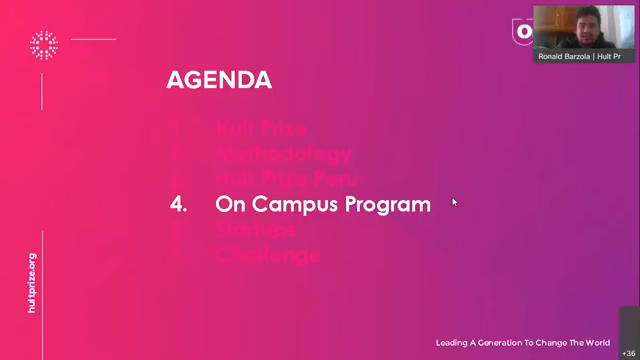 Ronald Barzola | Hult Pr
AGENDA
Hult Prize
Methodology
Hult Prize Peru
4. On Campus Program
Startups
Challenge
hultprize.org
Leading A Generation To Change The World
+36